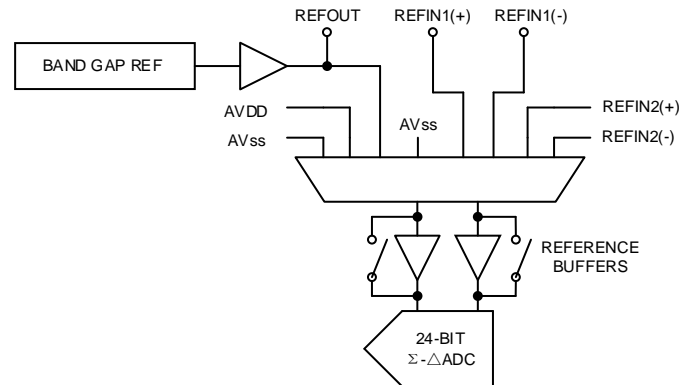 REFOUT
REFIN1(+)
REFIN1(-)
BAND GAP REF
AVDD
AVss
AVss
REFIN2(+)
REFIN2(-)
REFERENCE
BUFFERS
24-BIT
Σ-△ADC